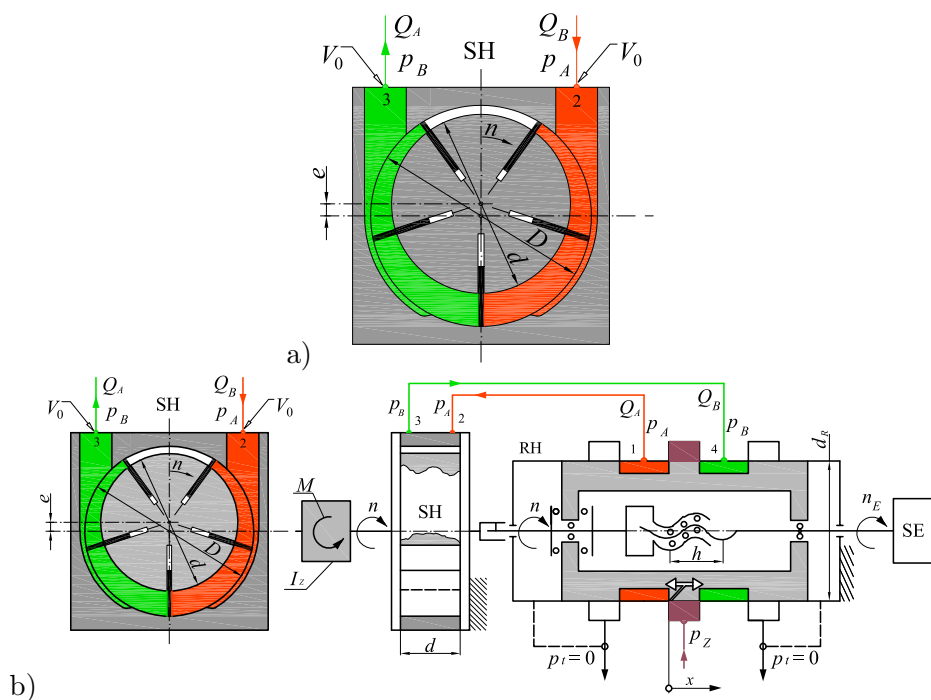 Q_A
Q_B
V_0
p_B
SH
p_A
V_0
3
2
n
e
D
d
a)
Q_A
Q_B
V_0
p_B
SH
p_A
V_0
3
2
n
e
D
d
M
I_Z
n
p_B
3
p_A
2
SH
d
Q_A
Q_B
1
p_A
4
p_B
d_R
RH
n
h
n_E
SE
p_t=0
p_Z
p_t=0
x
b)